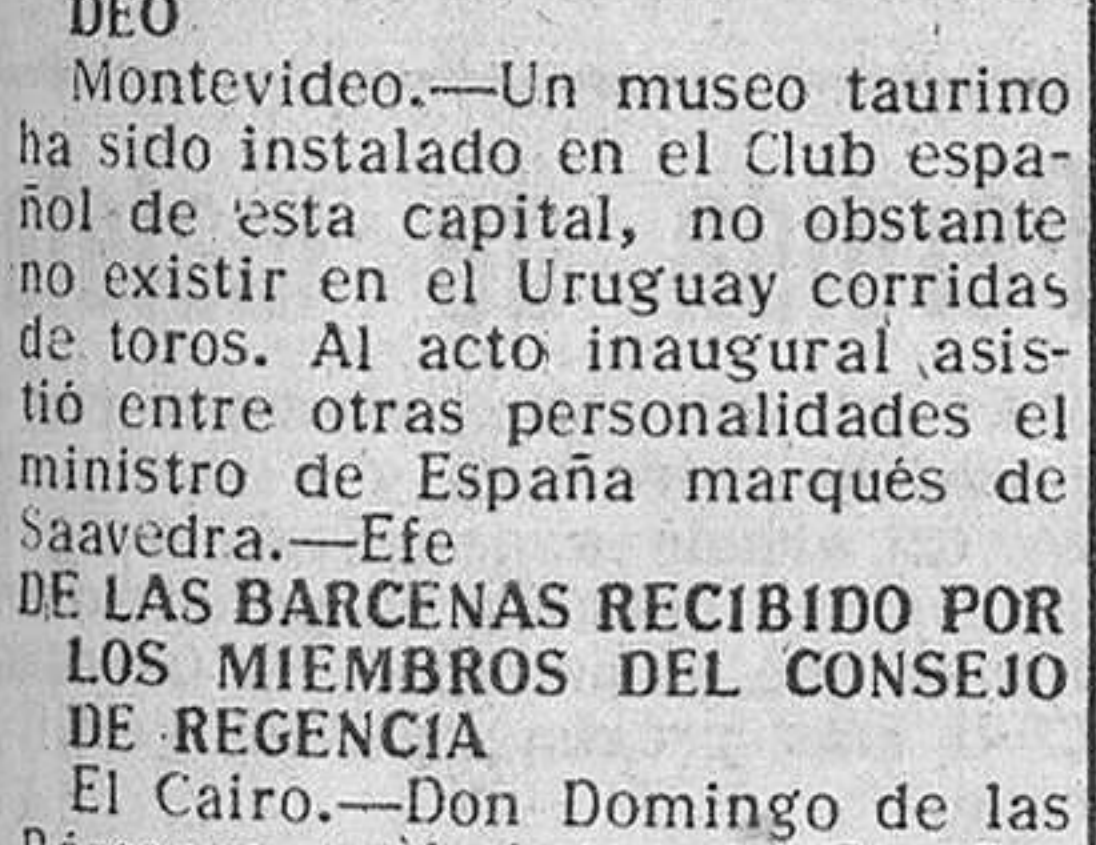 DEO
Montevideo.—Un museo taurino
ha sido instalado en el Club espa-
ñol de esta capital, no obstante
no existir en el Uruguay corridas
de toros. Al acto inaugural asis-
tió entre otras personalidades el
ministro de España marqués de
Saavedra.—Efe
DE LAS BARCENAS RECIBIDO POR
LOS MIEMBROS DEL CONSEJO
DE REGENCIA
El Cairo.—Don Domingo de las